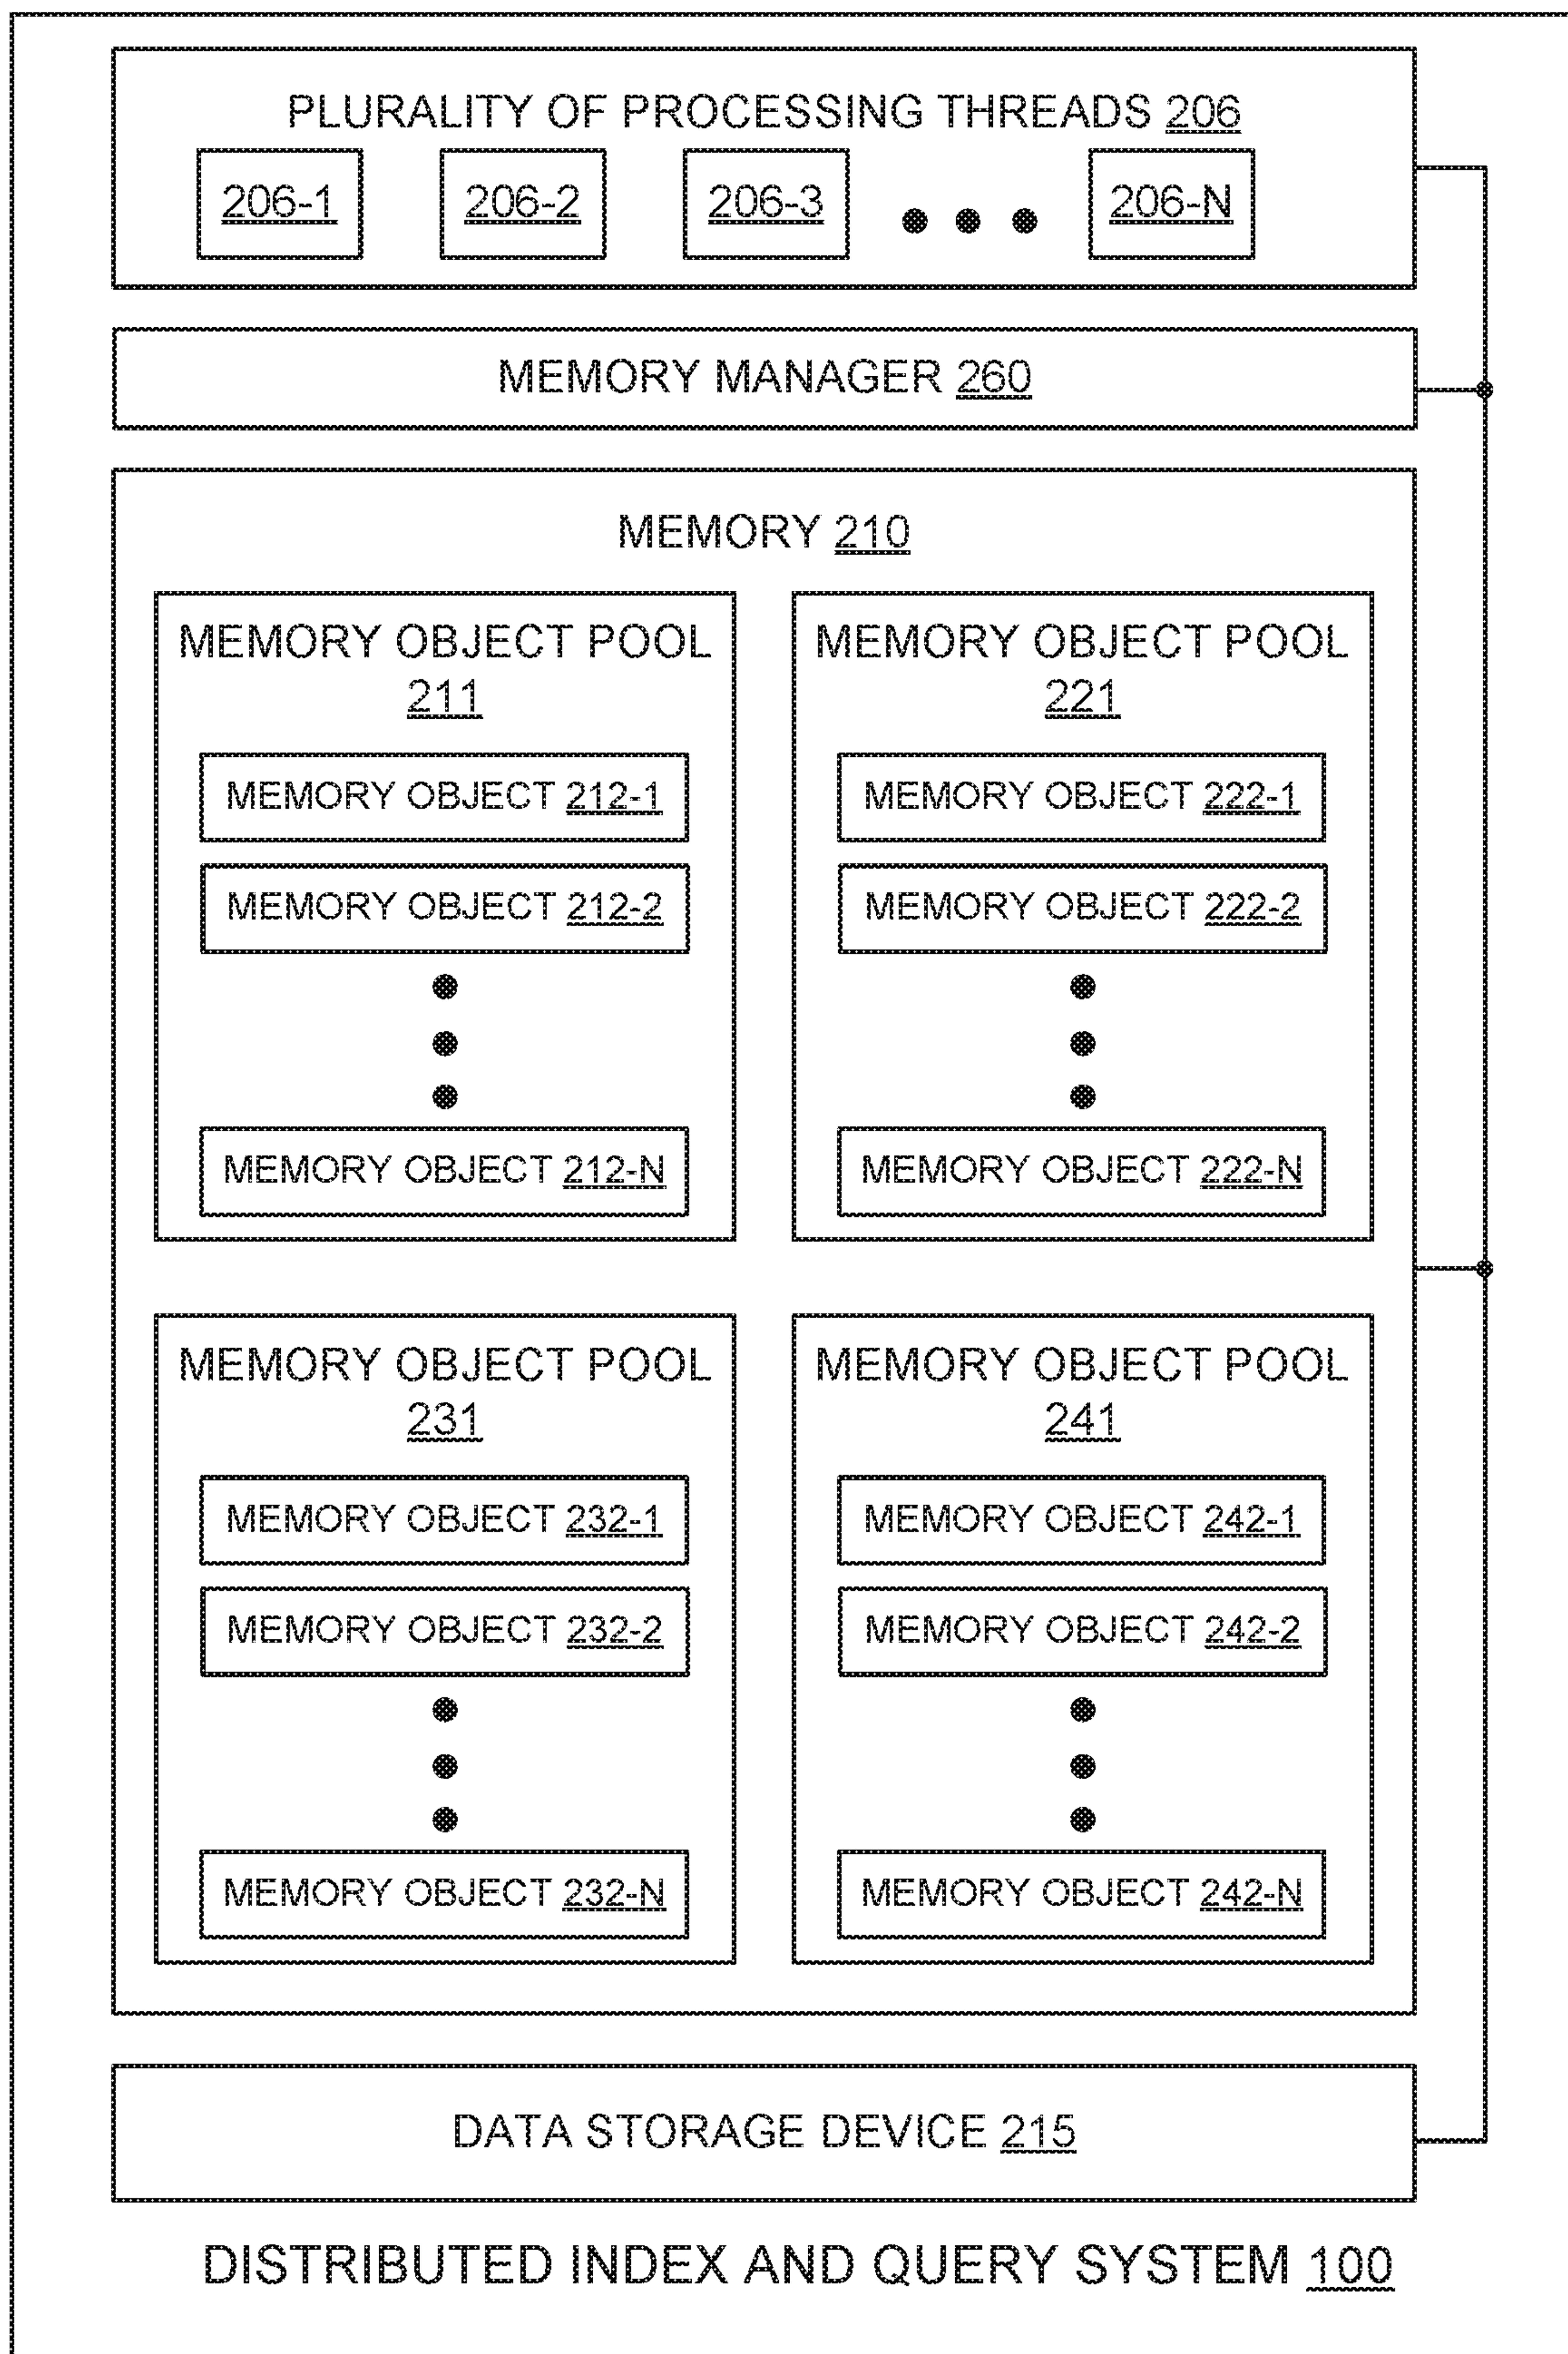 PLURALITY OF PROCESSING THREADS 206
206-1 206-2 206-3 206-N
MEMORY MANAGER 260
MEMORY 210
MEMORY OBJECT POOL
211
MEMORY OBJECT 212-1
MEMORY OBJECT 212-2
MEMORY OBJECT 212-N
MEMORY OBJECT POOL
221
MEMORY OBJECT 222-1
MEMORY OBJECT 222-2
MEMORY OBJECT 222-N
MEMORY OBJECT POOL
231
MEMORY OBJECT 232-1
MEMORY OBJECT 232-2
MEMORY OBJECT 232-N
MEMORY OBJECT POOL
241
MEMORY OBJECT 242-1
MEMORY OBJECT 242-2
MEMORY OBJECT 242-N
DATA STORAGE DEVICE 215
DISTRIBUTED INDEX AND QUERY SYSTEM 100